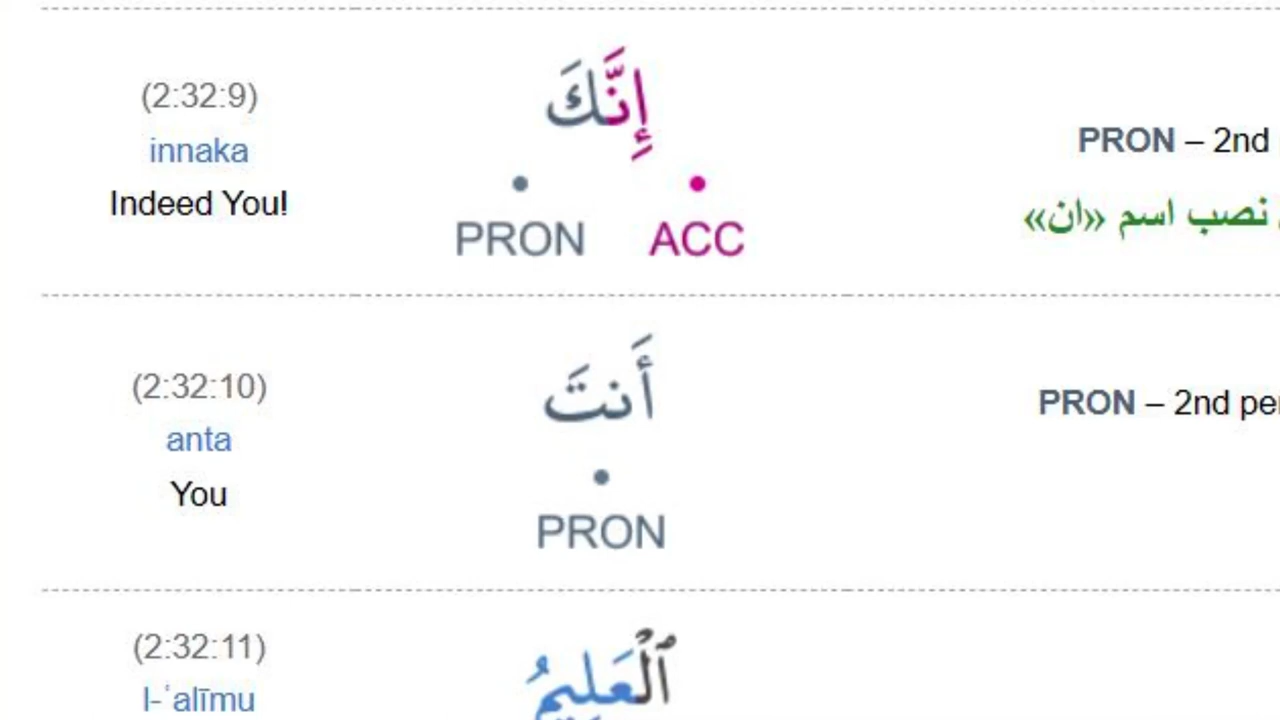 (2:32:9)
innaka
Indeed You!
إِنَّكَ
PRON ACC
PRON – 2nd
نصب اسم «ان»
(2:32:10)
anta
You
أَنتَ
PRON
PRON – 2nd per
(2:32:11)
l-ʿalīmu
ٱلْعَلِيمُ